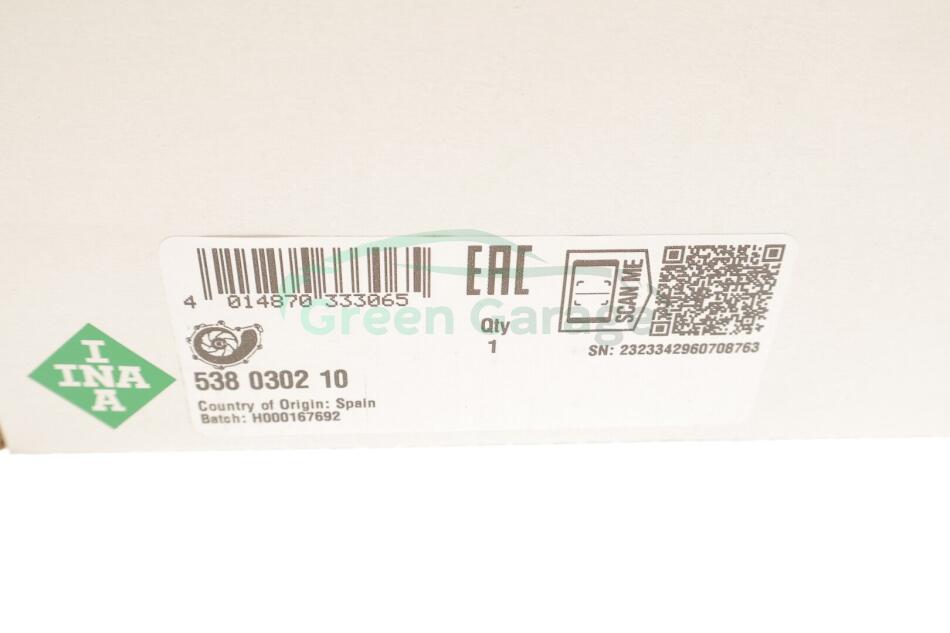 4 014870 333065
EAC
SCAN ME
Green Garage
Qty
1
SN: 2323342960708763
I
INA
A
538 0302 10
Country of Origin: Spain
Batch: H000167692